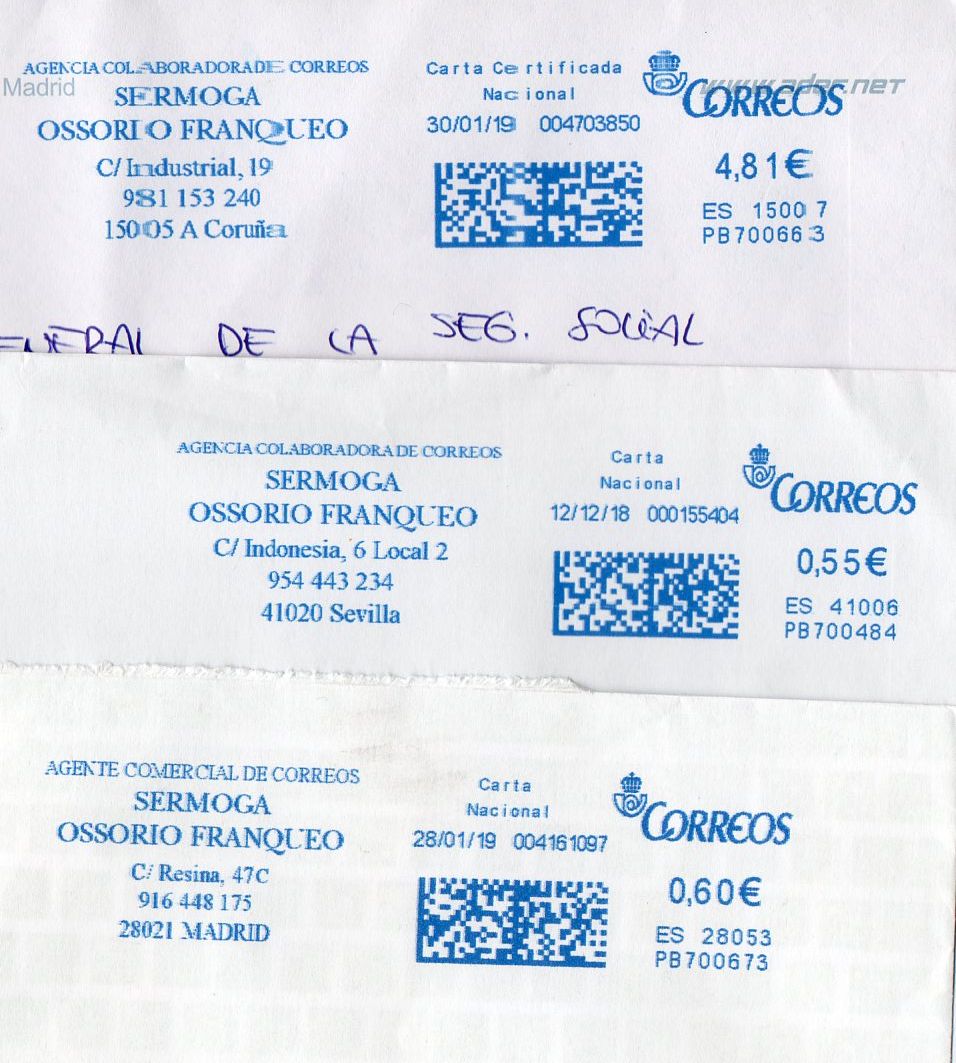 AGENCIA COLABORADORA DE CORREOS
Madrid
SERMOGA
OSSORIO FRANQUEO
C/ Industrial, 19
981 153 240
15005 A Coruña
Carta Certificada
Nacional
30/01/19 004703850
CORREOS
www.ades.net
4,81€
ES 15007
PB700663
DE LA SEG. SOCIAL
AGENCIA COLABORADORA DE CORREOS
SERMOGA
OSSORIO FRANQUEO
C/ Indonesia, 6 Local 2
954 443 234
41020 Sevilla
Carta
Nacional
12/12/18 000155404
CORREOS
0,55€
ES 41006
PB700484
AGENTE COMERCIAL DE CORREOS
SERMOGA
OSSORIO FRANQUEO
C/ Resina, 47C
916 448 175
28021 MADRID
Carta
Nacional
28/01/19 004161097
CORREOS
0,60€
ES 28053
PB700673